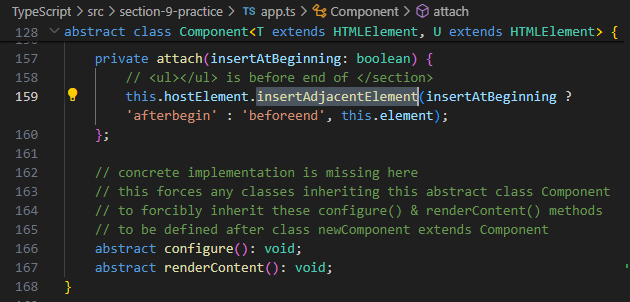 TypeScript > src > section-9-practice > TS app.ts > Component > attach
128 abstract class Component<T extends HTMLElement, U extends HTMLElement> {
157 private attach(insertAtBeginning: boolean) {
158 // <ul></ul> is before end of </section>
159 this.hostElement.insertAdjacentElement(insertAtBeginning ?
'afterbegin' : 'beforeend', this.element);
160 };
161
162 // concrete implementation is missing here
163 // this forces any classes inheriting this abstract class Component
164 // to forcibly inherit these configure() & renderContent() methods
165 // to be defined after class newComponent extends Component
166 abstract configure(): void;
167 abstract renderContent(): void;
168 }